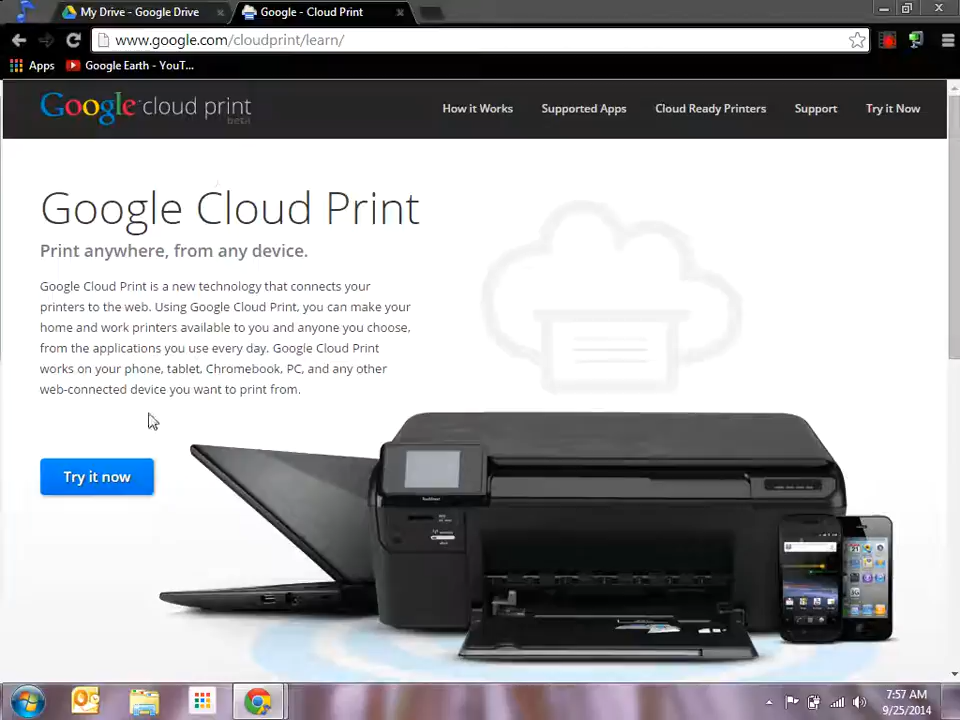 My Drive - Google Drive
Google - Cloud Print
www.google.com/cloudprint/learn/
Apps
Google Earth - YouT...
Google cloud print
beta
How it Works
Supported Apps
Cloud Ready Printers
Support
Try it Now
Google Cloud Print
Print anywhere, from any device.
Google Cloud Print is a new technology that connects your
printers to the web. Using Google Cloud Print, you can make your
home and work printers available to you and anyone you choose,
from the applications you use every day. Google Cloud Print
works on your phone, tablet, Chromebook, PC, and any other
web-connected device you want to print from.
Try it now
7:57 AM
9/25/2014